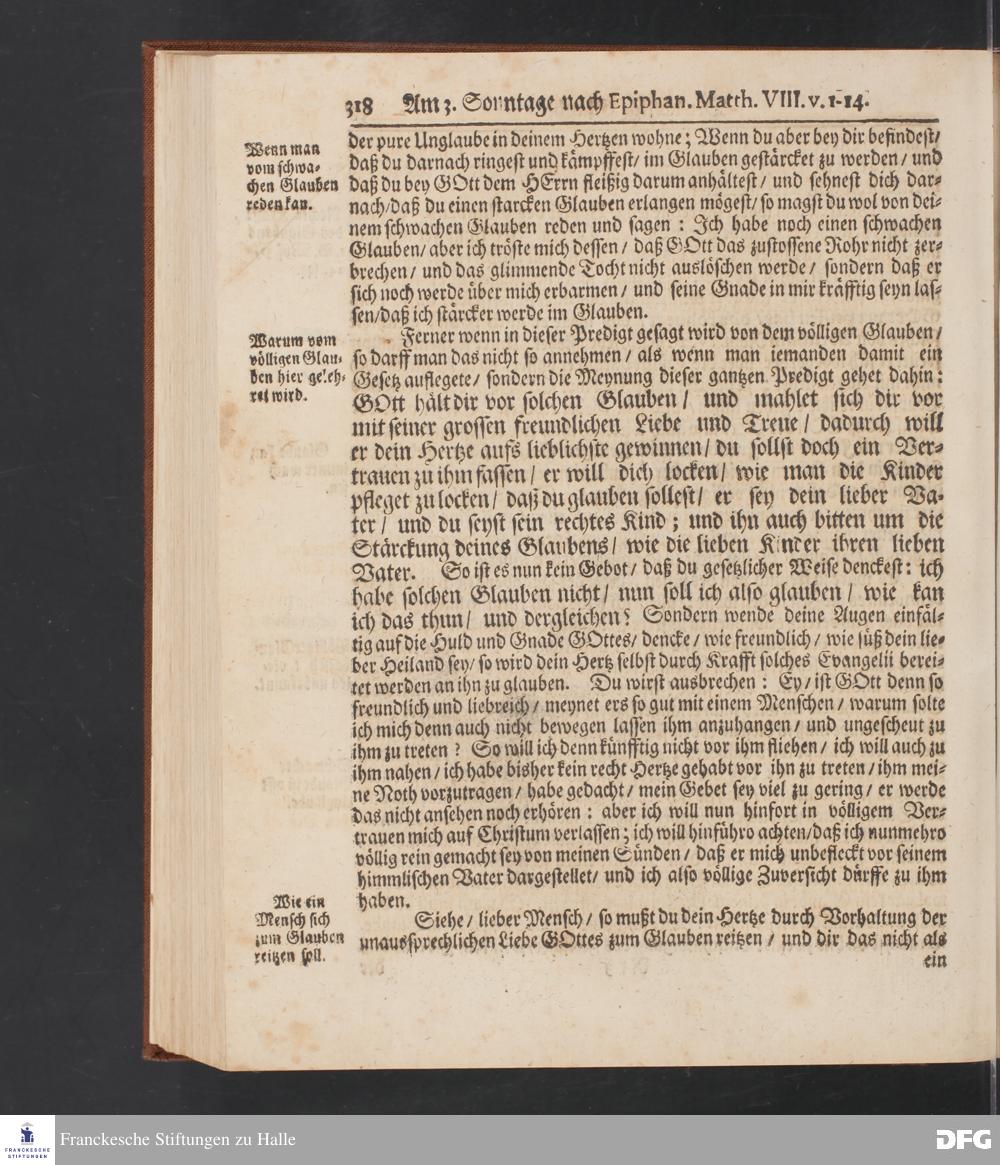 318 Am 3. Sonntage nach Epiphan. Matth. VIII. v. 1-14.
Wenn man
vom schwa-
chen Glauben
reden kan.
der pure Unglaube in deinem Hertzen wohne; Wenn du aber bey dir befindest/
daß du darnach ringest und kämpffest/ im Glauben gestärcket zu werden/ und
daß du bey GOtt dem HErrn fleißig darum anhältest/ und sehnest dich dar-
nach/ daß du einen starcken Glauben erlangen mögest/ so magst du wol von dei-
nem schwachen Glauben reden und sagen: Ich habe noch einen schwachen
Glauben/ aber ich tröste mich dessen/ daß GOtt das zustossene Rohr nicht zer-
brechen/ und das glimmende Tocht nicht auslöschen werde/ sondern daß er
sich noch werde über mich erbarmen/ und seine Gnade in mir kräfftig seyn las-
sen/ daß ich stärcker werde im Glauben.
Warum vom
völligen Glau-
ben hier geleh-
ret wird.
Ferner wenn in dieser Predigt gesagt wird von dem völligen Glauben/
so darff man das nicht so annehmen/ als wenn man iemanden damit ein
Gesetz auflegete/ sondern die Meynung dieser gantzen Predigt gehet dahin:
GOtt hält dir vor solchen Glauben/ und mahlet sich dir vor
mit seiner grossen freundlichen Liebe und Treue/ dadurch will
er dein Hertze aufs lieblichste gewinnen/ du sollst doch ein Ver-
trauen zu ihm fassen/ er will dich locken/ wie man die Kinder
pfleget zu locken/ daß du glauben sollest/ er sey dein lieber Va-
ter/ und du seyst sein rechtes Kind; und ihn auch bitten um die
Stärckung deines Glaubens/ wie die lieben Kinder ihren lieben
Vater. So ist es nun kein Gebot/ daß du gesetzlicher Weise denckest: ich
habe solchen Glauben nicht/ nun soll ich also glauben/ wie kan
ich das thun/ und dergleichen? Sondern wende deine Augen einfäl-
tig auf die Huld und Gnade GOttes/ dencke/ wie freundlich/ wie süß dein lie-
ber Heiland sey/ so wird dein Hertz selbst durch Krafft solches Evangelii berei-
tet werden an ihn zu glauben. Du wirst ausbrechen: Ey/ ist GOtt denn so
freundlich und liebreich/ meynet ers so gut mit einem Menschen/ warum solte
ich mich denn auch nicht bewegen lassen ihm anzuhangen/ und ungescheut zu
ihm zu treten? So will ich denn künfftig nicht vor ihm fliehen/ ich will auch zu
ihm nahen/ ich habe bisher kein recht Hertze gehabt vor ihn zu treten/ ihm mei-
ne Noth vorzutragen/ habe gedacht/ mein Gebet sey viel zu gering/ er werde
das nicht ansehen noch erhören: aber ich will nun hinfort in völligem Ver-
trauen mich auf Christum verlassen; ich will hinführo achten/ daß ich nunmehro
völlig rein gemacht sey von meinen Sünden/ daß er mich unbefleckt vor seinem
himmlischen Vater dargestellet/ und ich also völlige Zuversicht dürffe zu ihm
haben.
Wie ein
Mensch sich
zum Glauben
reitzen soll.
Siehe/ lieber Mensch/ so mußt du dein Hertze durch Vorhaltung der
unaussprechlichen Liebe GOttes zum Glauben reitzen/ und dir das nicht als
ein
FRANCKESCHE
STIFTUNGEN
Franckesche Stiftungen zu Halle
DFG